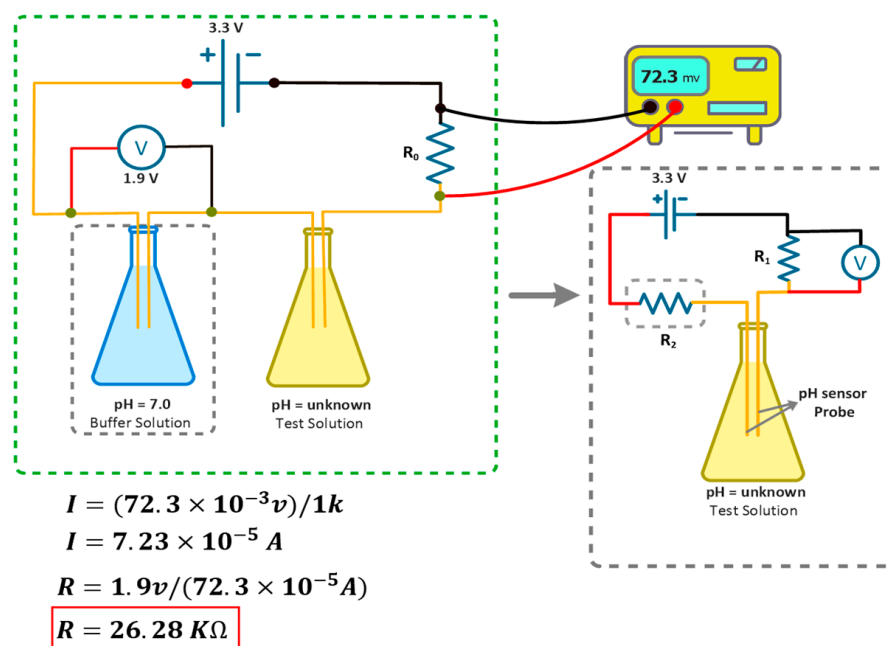 3.3 V
+ −
V
1.9 V
R₀
72.3 mv
pH = 7.0
Buffer Solution
pH = unknown
Test Solution
3.3 V
+ −
R₁
V
R₂
pH sensor
Probe
pH = unknown
Test Solution
I = (72.3 × 10⁻³v)/1k
I = 7.23 × 10⁻⁵ A
R = 1.9v/(72.3 × 10⁻⁵A)
R = 26.28 KΩ